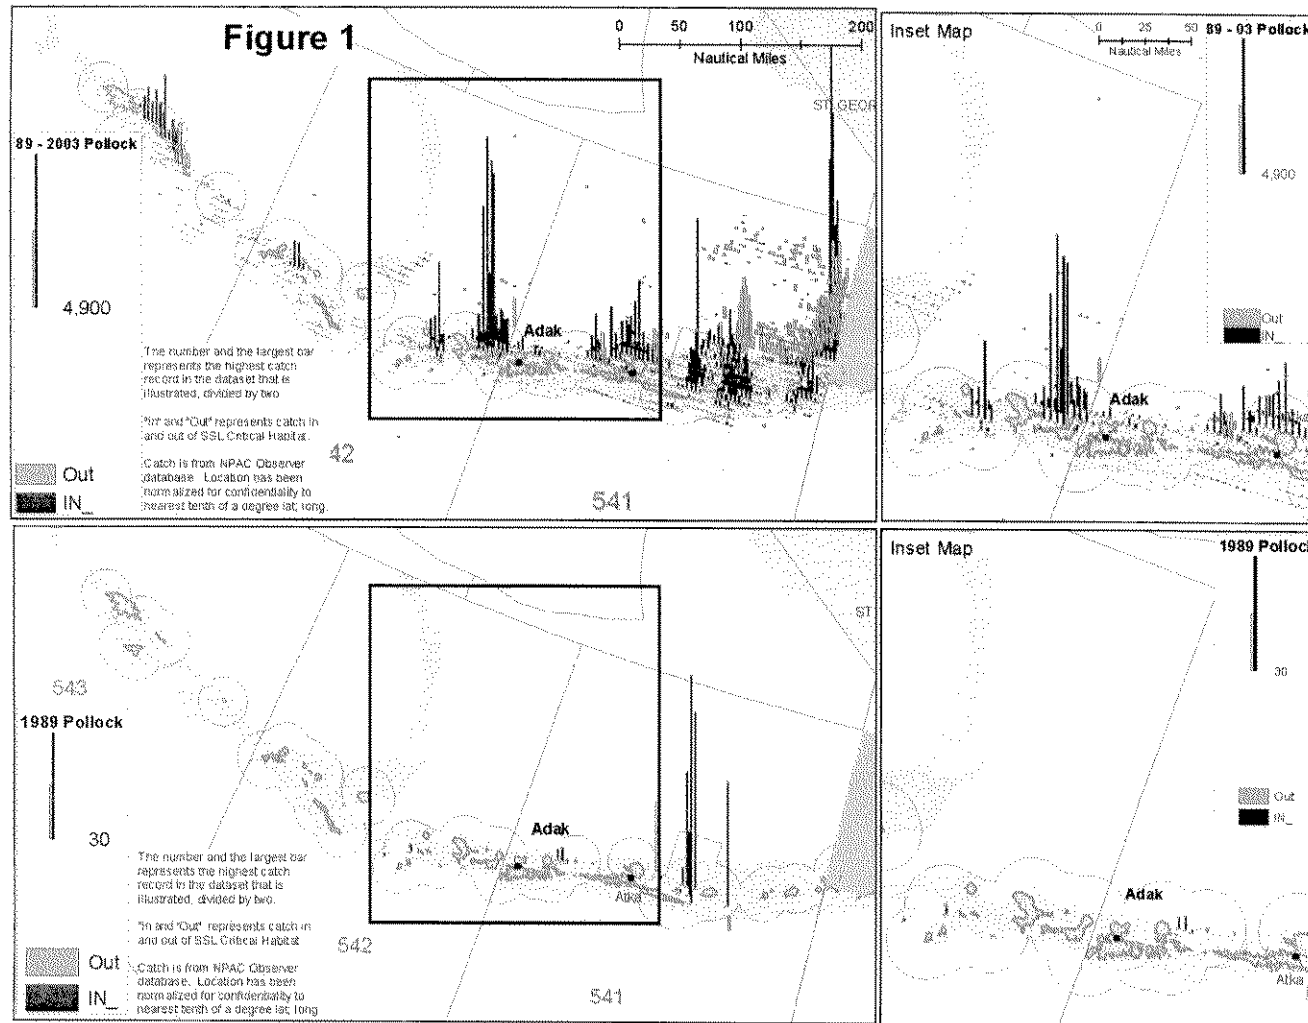 Figure 1
0 50 100 200
Nautical Miles
ST. GEOR
89 - 2003 Pollock
4,900
Adak
The number and the largest bar
represents the highest catch
record in the dataset that is
illustrated, divided by two
"In" and "Out" represents catch in
and out of SSL Critical Habitat.
Catch is from NPAC Observer
database. Location has been
normalized for confidentiality to
nearest tenth of a degree lat; long.
Out
IN_
42
541
Inset Map
0 25 50
Nautical Miles
89 - 03 Pollock
4,900
Out
IN_
Adak
ST
543
1989 Pollock
30
Adak
Atka
The number and the largest bar
represents the highest catch
record in the dataset that is
illustrated, divided by two.
"In and "Out" represents catch in
and out of SSL Critical Habitat
Catch is from NPAC Observer
database. Location has been
normalized for confidentiality to
nearest tenth of a degree lat; long
Out
IN_
542
541
Inset Map
1989 Pollock
30
Out
IN_
Adak
Atka